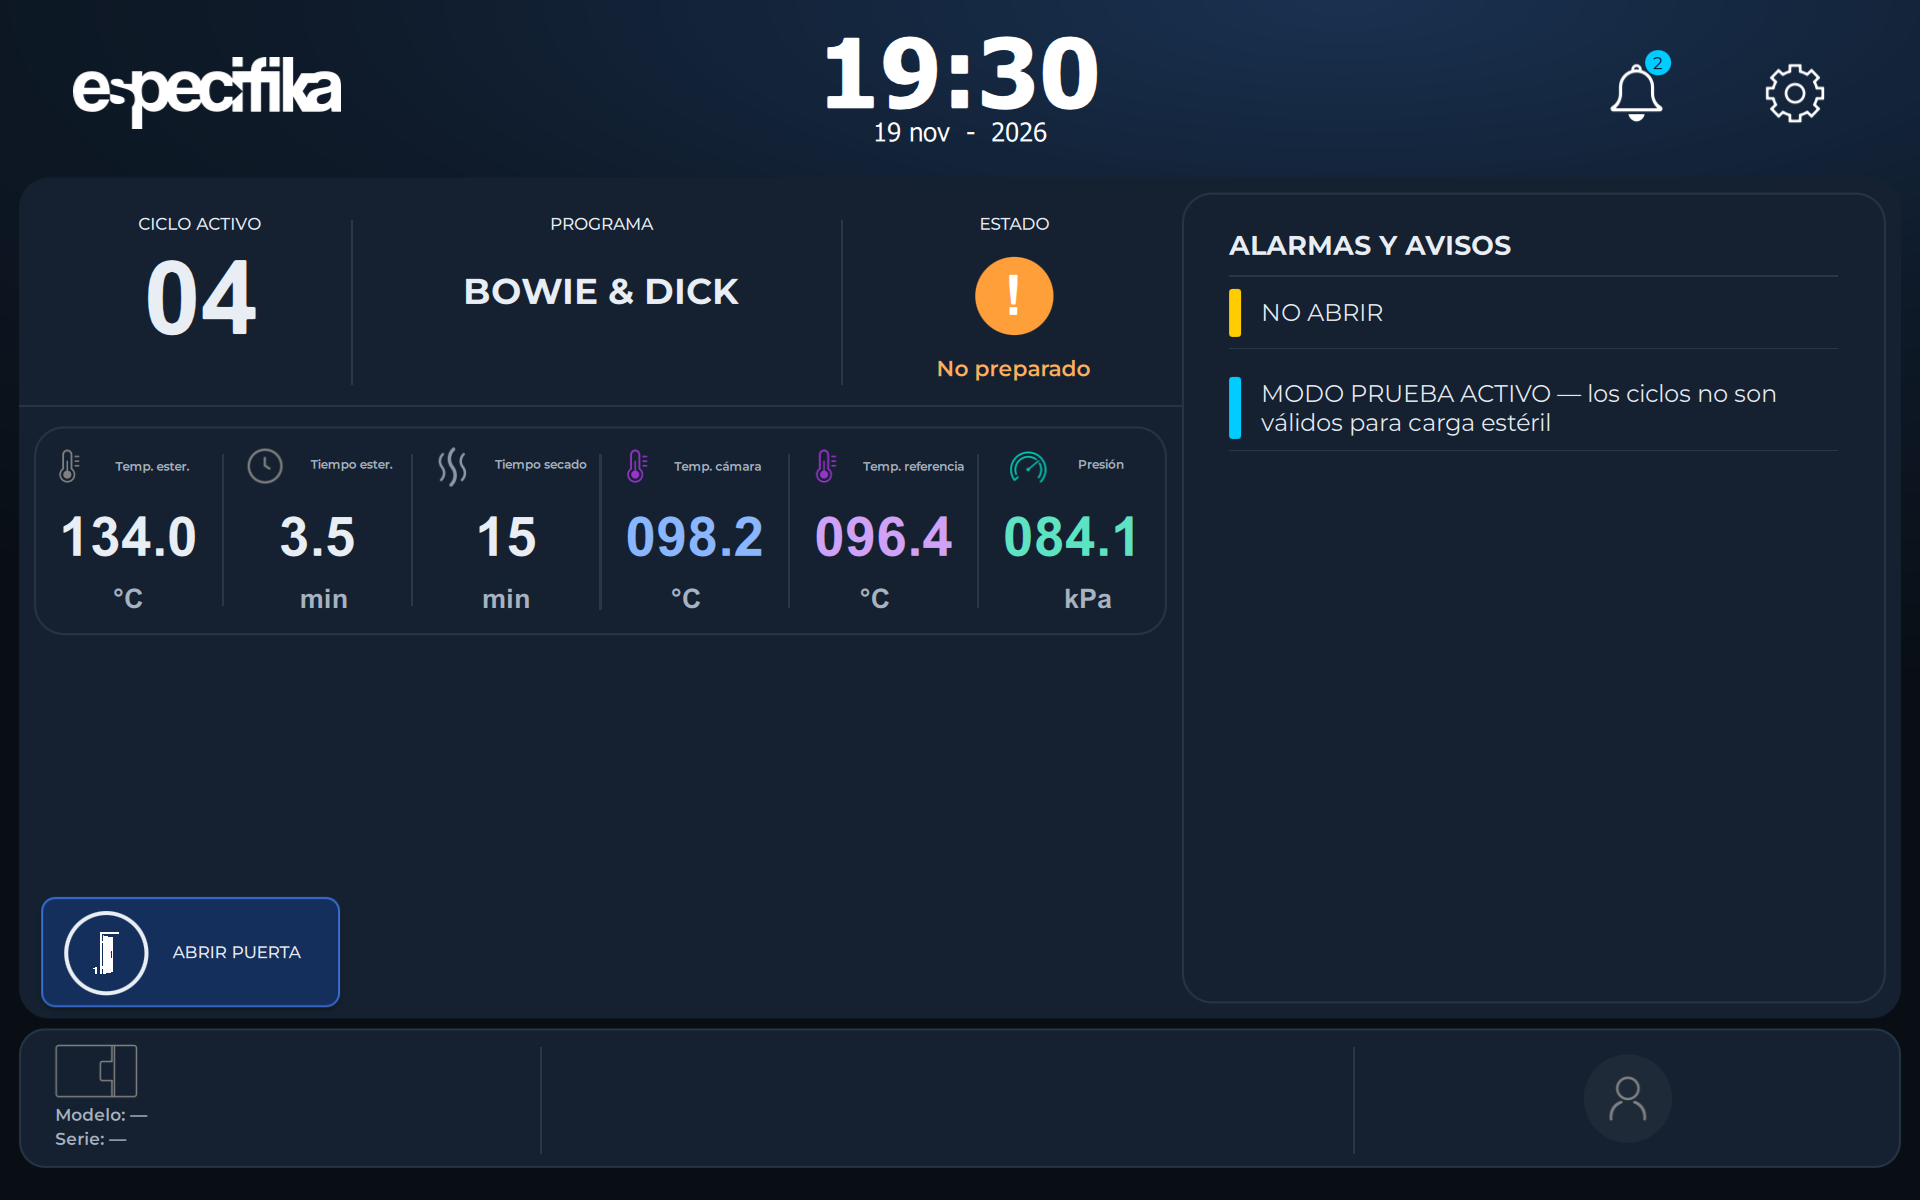 especifika
19:30
19 nov - 2026
2
CICLO ACTIVO
04
PROGRAMA
BOWIE & DICK
ESTADO
!
No preparado
ALARMAS Y AVISOS
NO ABRIR
MODO PRUEBA ACTIVO — los ciclos no son
válidos para carga estéril
Temp. ester.
134.0
°C
Tiempo ester.
3.5
min
Tiempo secado
15
min
Temp. cámara
098.2
°C
Temp. referencia
096.4
°C
Presión
084.1
kPa
ABRIR PUERTA
Modelo: —
Serie: —